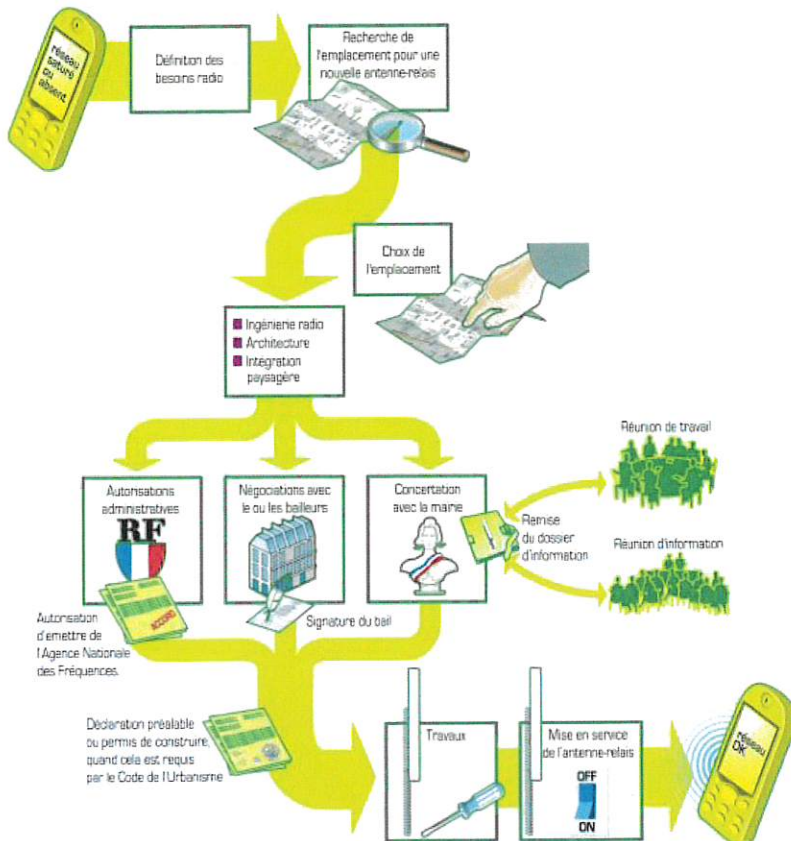 réseau
saturé
ou
absent
Définition des
besoins radio
Recherche de
l'emplacement pour une
nouvelle antenne-relais
Choix de
l'emplacement
Ingénierie radio
Architecture
Intégration
paysagère
Autorisations
administratives
RF
ACCORD
Autorisation
d'emettre de
l'Agence Nationale
des Fréquences.
Négociations avec
le ou les bailleurs
Signature du bail
Concertation
avec la mairie
Remise
du dossier
d'information
Réunion de travail
Réunion d'information
Déclaration préalable
ou permis de construire,
quand cela est requis
par le Code de l'Urbanisme
Travaux
Mise en service
de l'antenne-relais
OFF
ON
réseau
OK